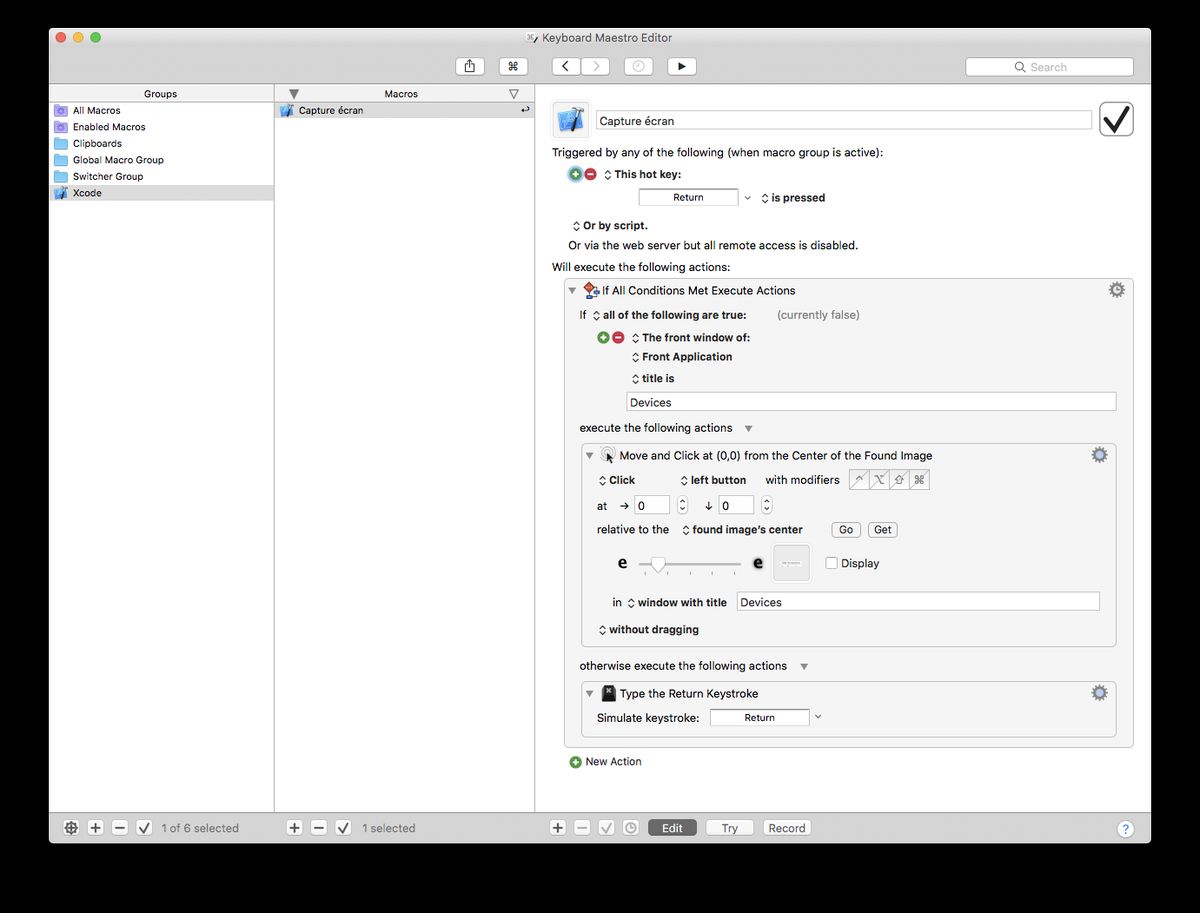 Keyboard Maestro Editor
Search
Groups
Macros
All Macros
Enabled Macros
Clipboards
Global Macro Group
Switcher Group
Xcode
Capture écran
Capture écran
Triggered by any of the following (when macro group is active):
This hot key:
Return
is pressed
Or by script.
Or via the web server but all remote access is disabled.
Will execute the following actions:
If All Conditions Met Execute Actions
If all of the following are true: (currently false)
The front window of:
Front Application
title is
Devices
execute the following actions
Move and Click at (0,0) from the Center of the Found Image
Click left button with modifiers ⌃ ⌥ ⇧ ⌘
at → 0 ↓ 0
relative to the found image's center Go Get
e e Display
in window with title Devices
without dragging
otherwise execute the following actions
Type the Return Keystroke
Simulate keystroke: Return
New Action
1 of 6 selected
1 selected
Edit Try Record ?